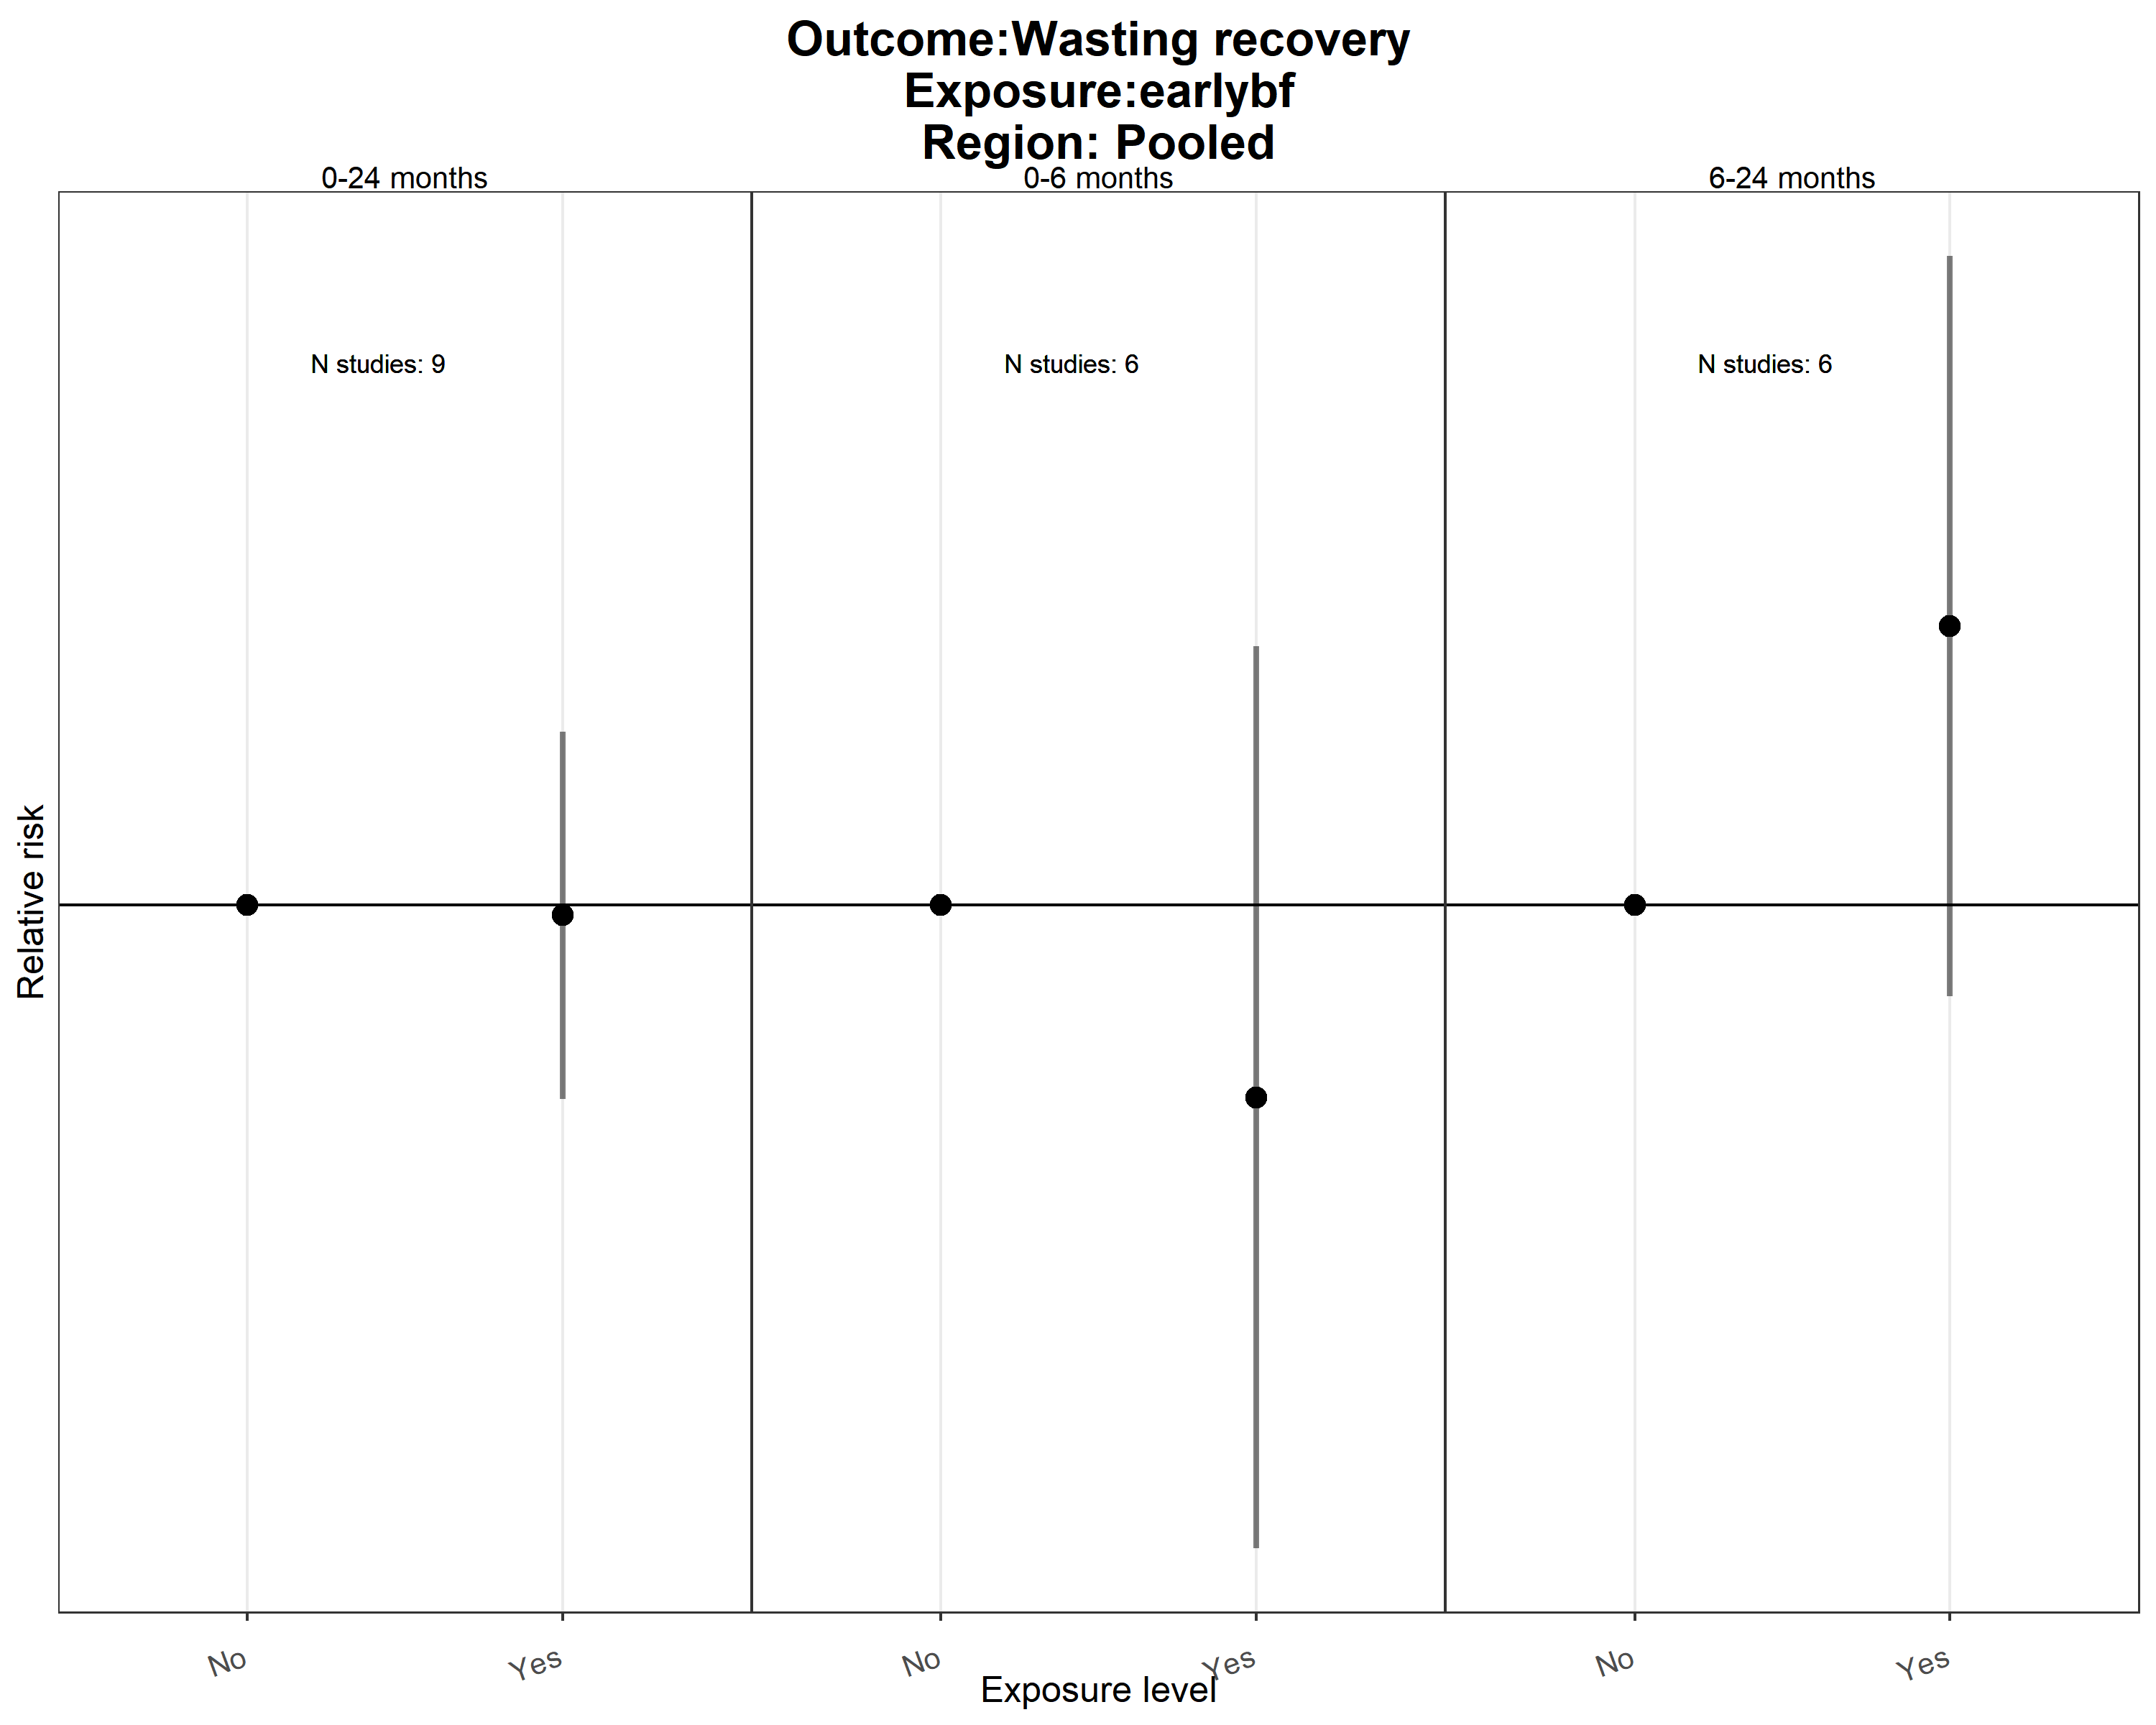 Outcome:Wasting recovery
Exposure:earlybf
Region: Pooled
0-24 months
0-6 months
6-24 months
N studies: 9
N studies: 6
N studies: 6
Relative risk
No
Yes
No
Yes
No
Yes
Exposure level